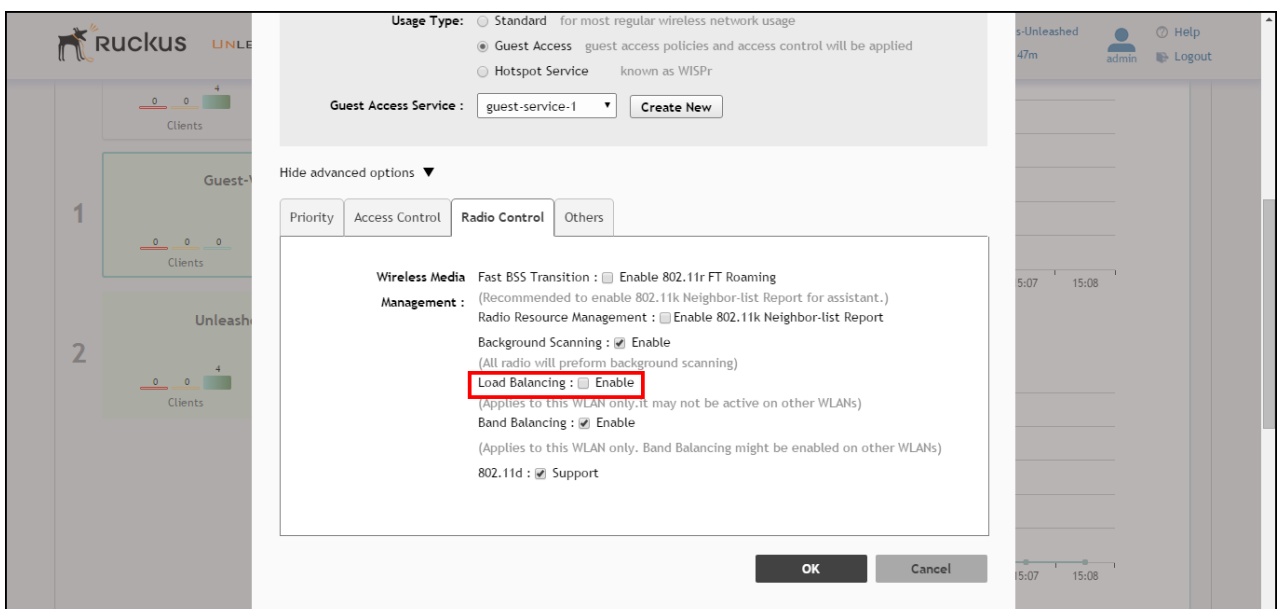 Ruckus UNLE
s-Unleashed
47m
admin
Help
Logout
Usage Type: Standard for most regular wireless network usage
Guest Access guest access policies and access control will be applied
Hotspot Service known as WISPr
Guest Access Service : guest-service-1 Create New
4
0 0
Clients
1
Guest-
0 0 0
Clients
2
Unleash
4
0 0
Clients
Hide advanced options ▼
Priority Access Control Radio Control Others
Wireless Media Management :
Fast BSS Transition : Enable 802.11r FT Roaming
(Recommended to enable 802.11k Neighbor-list Report for assistant.)
Radio Resource Management : Enable 802.11k Neighbor-list Report
Background Scanning : Enable
(All radio will preform background scanning)
Load Balancing : Enable
(Applies to this WLAN only.it may not be active on other WLANs)
Band Balancing : Enable
(Applies to this WLAN only. Band Balancing might be enabled on other WLANs)
802.11d : Support
OK Cancel
5:07 15:08
15:07 15:08